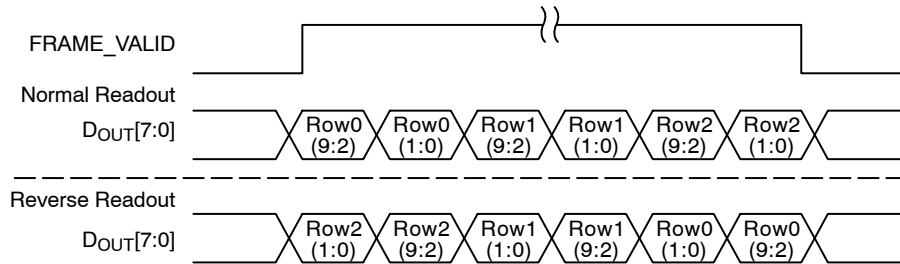 FRAME_VALID
Normal Readout
DOUT[7:0]
Row0 Row0 Row1 Row1 Row2 Row2
(9:2) (1:0) (9:2) (1:0) (9:2) (1:0)
Reverse Readout
DOUT[7:0]
Row2 Row2 Row1 Row1 Row0 Row0
(1:0) (9:2) (1:0) (9:2) (1:0) (9:2)